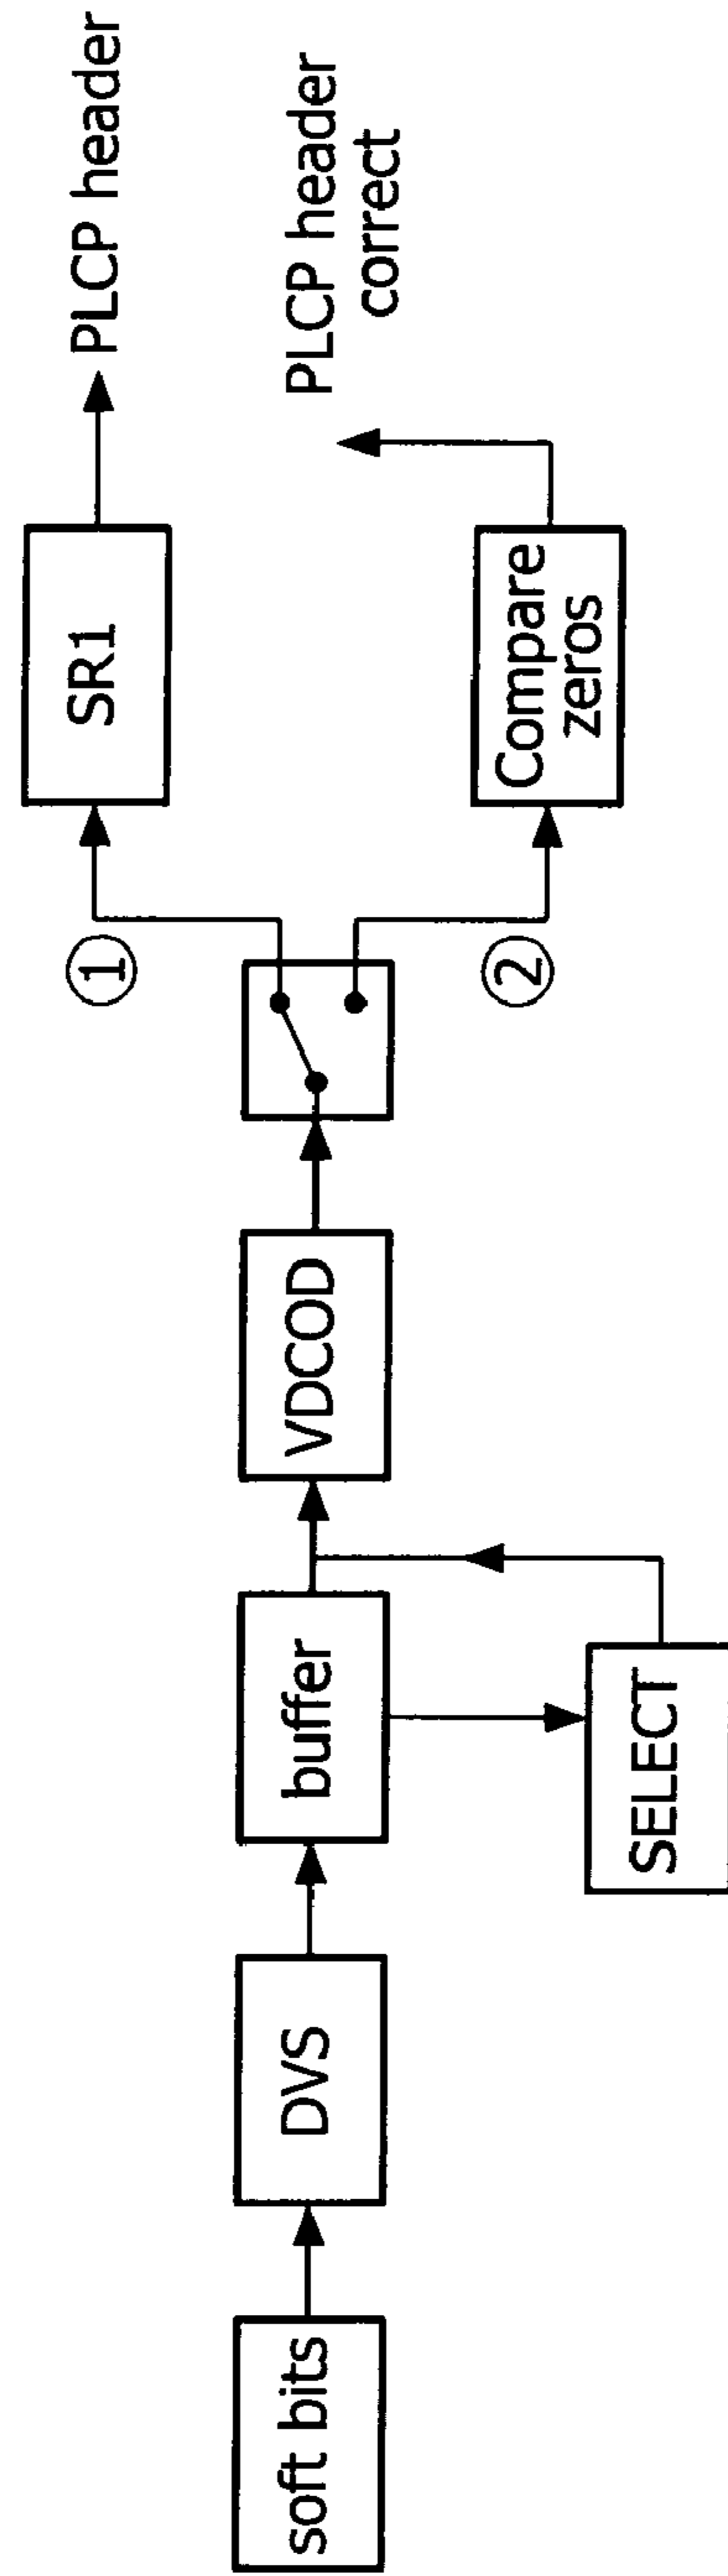 soft bits
DVS
buffer
SELECT
VDCOD
①
②
SR1
Compare
zeros
PLCP header
PLCP header
correct